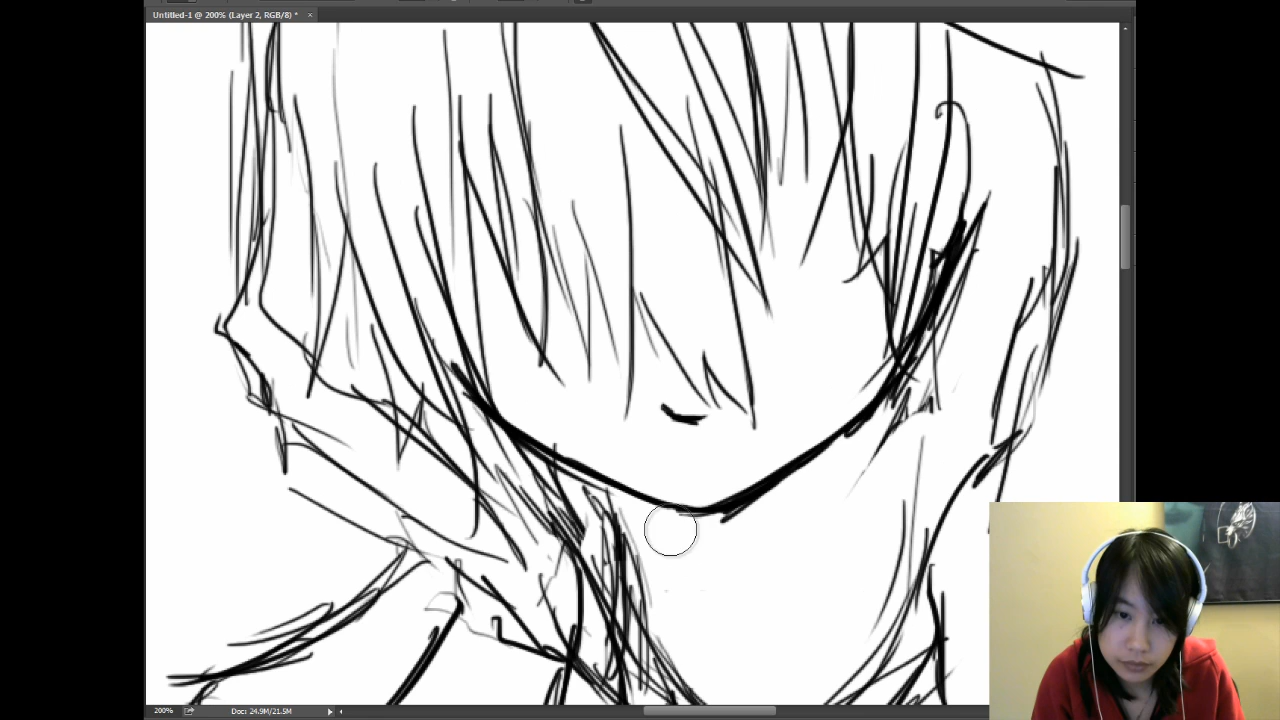 Untitled-1 @ 200% (Layer 2, RGB/8) *
200%
Doc: 24.9M/21.5M